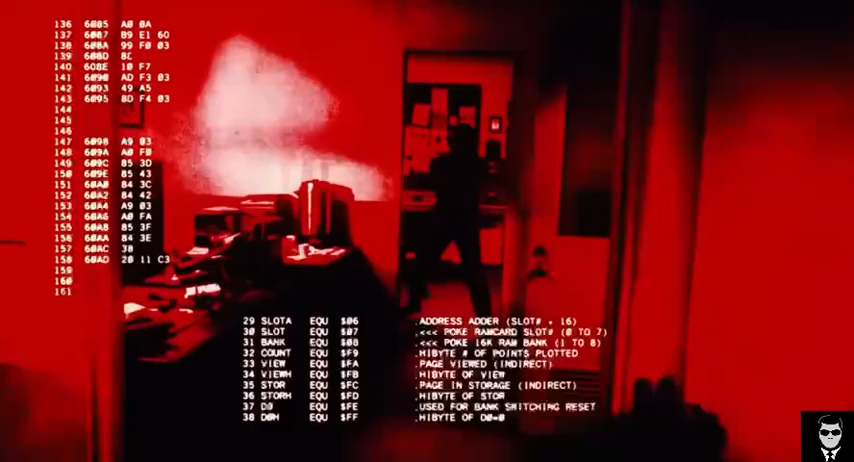 136 6085 A0 0A
137 6087 B9 E1 60
138 608A 99 F0 03
139 608D 8C
140 608E 10 F7
141 6090 AD F3 03
142 6093 49 A5
143 6095 8D F4 03
144
145
146
147 6098 A9 03
148 609A A0 FB
149 609C 85 3D
150 609E 85 43
151 60A0 84 3C
152 60A2 84 42
153 60A4 A9 03
154 60A6 A0 FA
155 60A8 85 3F
156 60AA 84 3E
157 60AC 38
158 60AD 20 11 C3
159
160
161
29 SLOTA EQU $06 .ADDRESS ADDER (SLOT# + 16)
30 SLOT EQU $07 .<<< POKE RAMCARD SLOT# (0 TO 7)
31 BANK EQU $08 .<<< POKE 16K RAM BANK (1 TO 8)
32 COUNT EQU $F9 .HIBYTE # OF POINTS PLOTTED
33 VIEW EQU $FA .PAGE VIEWED (INDIRECT)
34 VIEWH EQU $FB .HIBYTE OF VIEW
35 STOR EQU $FC .PAGE IN STORAGE (INDIRECT)
36 STORH EQU $FD .HIBYTE OF STOR
37 D0 EQU $FE .USED FOR BANK SWITCHING RESET
38 D0H EQU $FF .HIBYTE OF D0=0